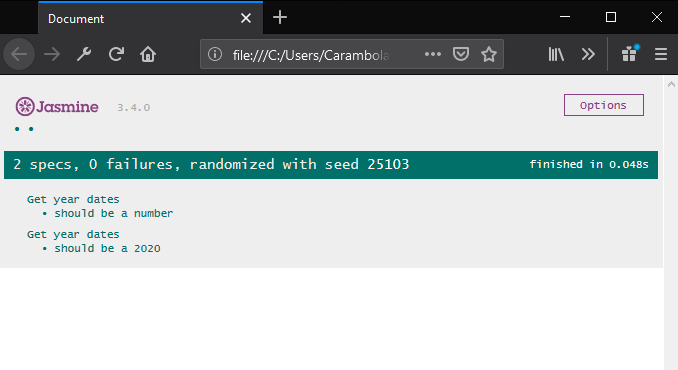 Document
file:///C:/Users/Carambola
Jasmine 3.4.0 Options
• •
2 specs, 0 failures, randomized with seed 25103 finished in 0.048s
Get year dates
• should be a number
Get year dates
• should be a 2020